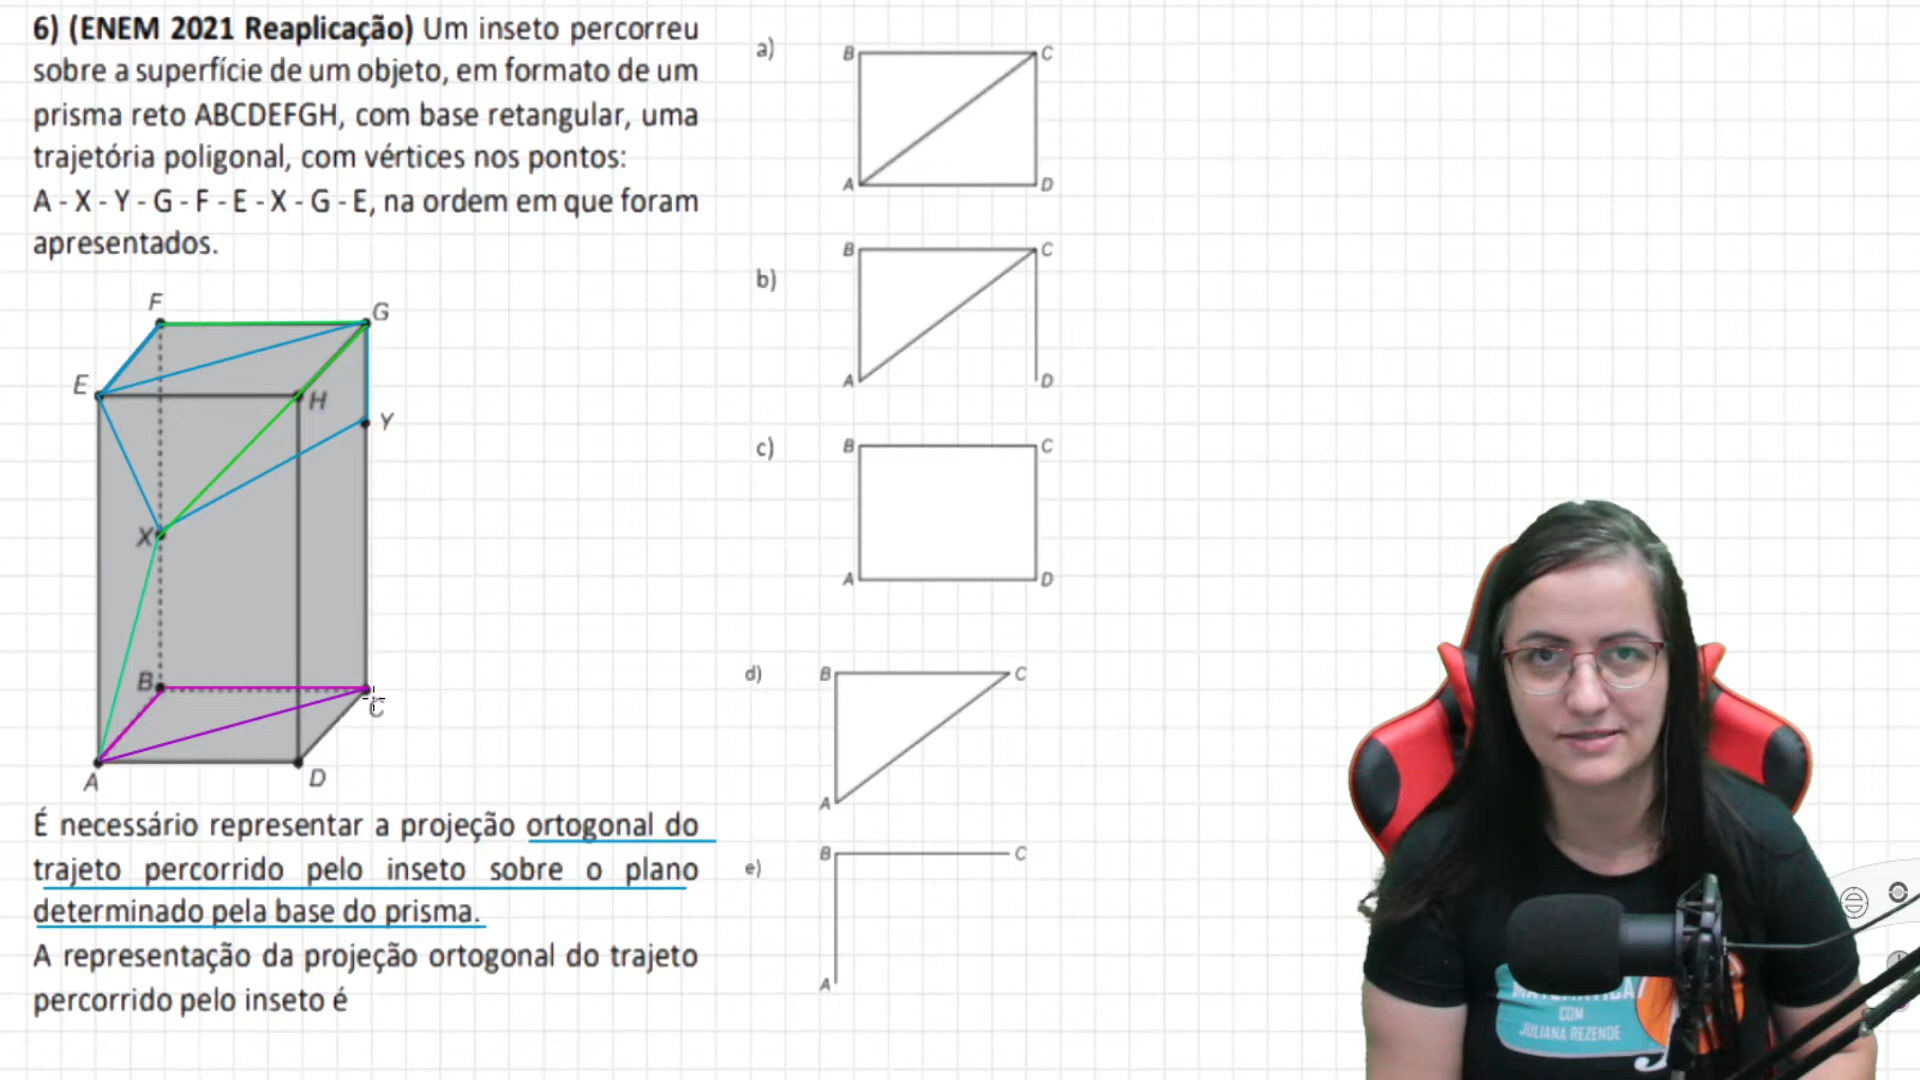 6) (ENEM 2021 Reaplicação) Um inseto percorreu
sobre a superfície de um objeto, em formato de um
prisma reto ABCDEFGH, com base retangular, uma
trajetória poligonal, com vértices nos pontos:
A - X - Y - G - F - E - X - G - E, na ordem em que foram
apresentados.
F
G
E
H
Y
X
B
C
A
D
É necessário representar a projeção ortogonal do
trajeto percorrido pelo inseto sobre o plano
determinado pela base do prisma.
A representação da projeção ortogonal do trajeto
percorrido pelo inseto é
a)
B C
A D
b)
B C
A D
c)
B C
A D
d)
B C
A
e)
B C
A
MATEMÁTICA
COM
JULIANA REZENDE